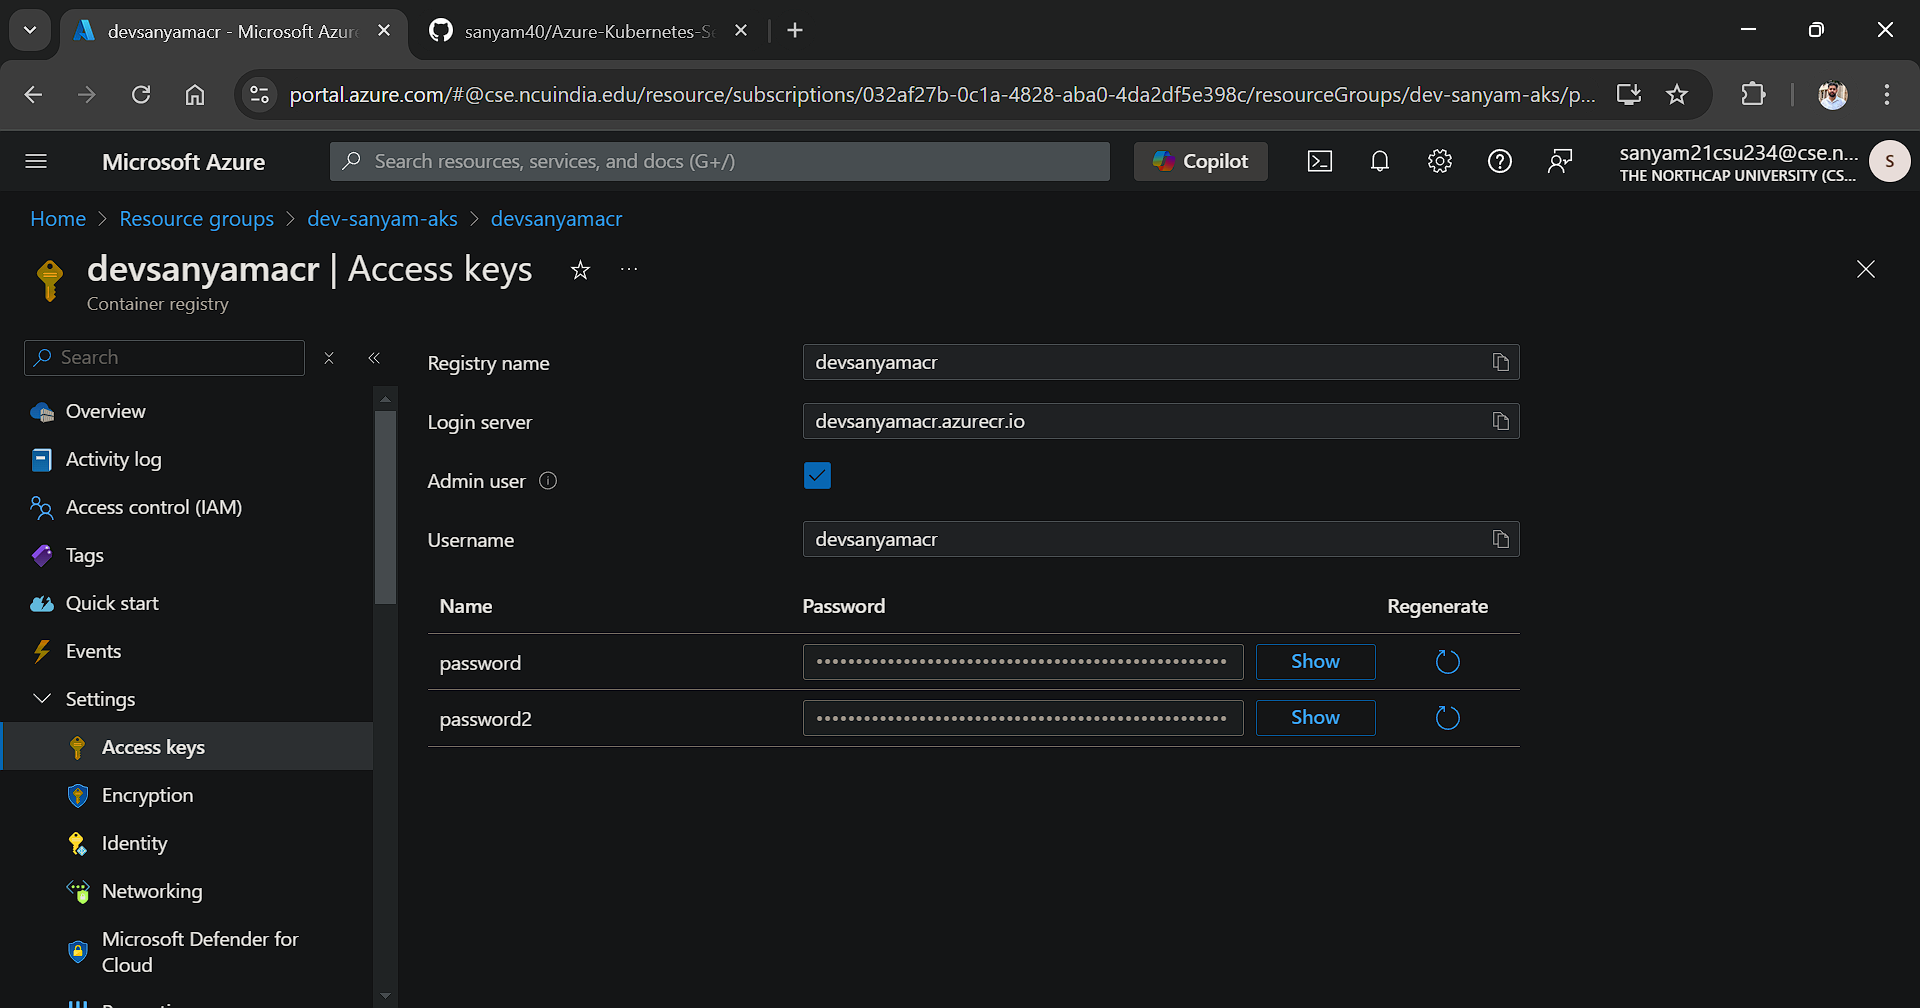 devsanyamacr - Microsoft Azur
sanyam40/Azure-Kubernetes-Se
portal.azure.com/#@cse.ncuindia.edu/resource/subscriptions/032af27b-0c1a-4828-aba0-4da2df5e398c/resourceGroups/dev-sanyam-aks/p...
Microsoft Azure
Search resources, services, and docs (G+/)
Copilot
sanyam21csu234@cse.n...
THE NORTHCAP UNIVERSITY (CS...
S
Home > Resource groups > dev-sanyam-aks > devsanyamacr
devsanyamacr | Access keys
Container registry
Search
Overview
Activity log
Access control (IAM)
Tags
Quick start
Events
Settings
Access keys
Encryption
Identity
Networking
Microsoft Defender for
Cloud
Registry name
devsanyamacr
Login server
devsanyamacr.azurecr.io
Admin user
Username
devsanyamacr
Name Password Regenerate
password Show
password2 Show